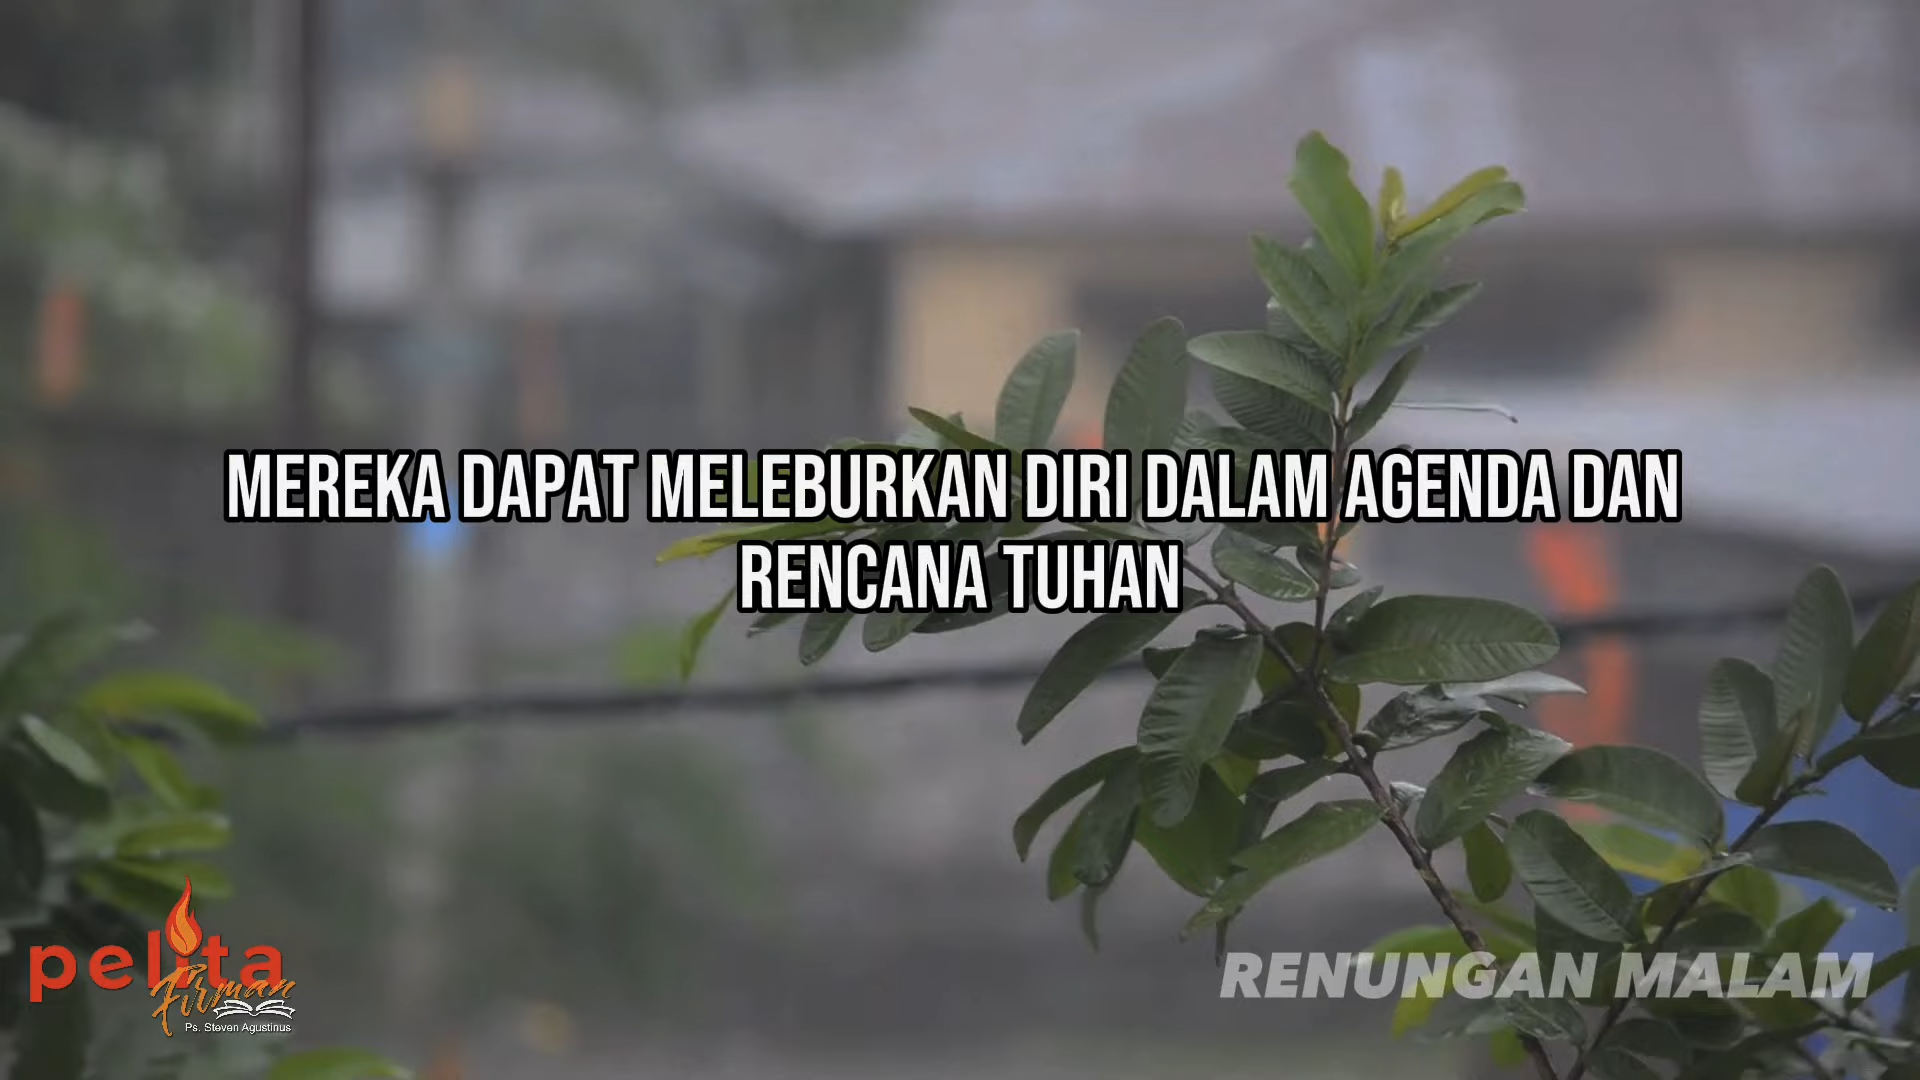 MEREKA DAPAT MELEBURKAN DIRI DALAM AGENDA DAN
RENCANA TUHAN
pelita
Firman
Ps. Steven Agustinus
RENUNGAN MALAM